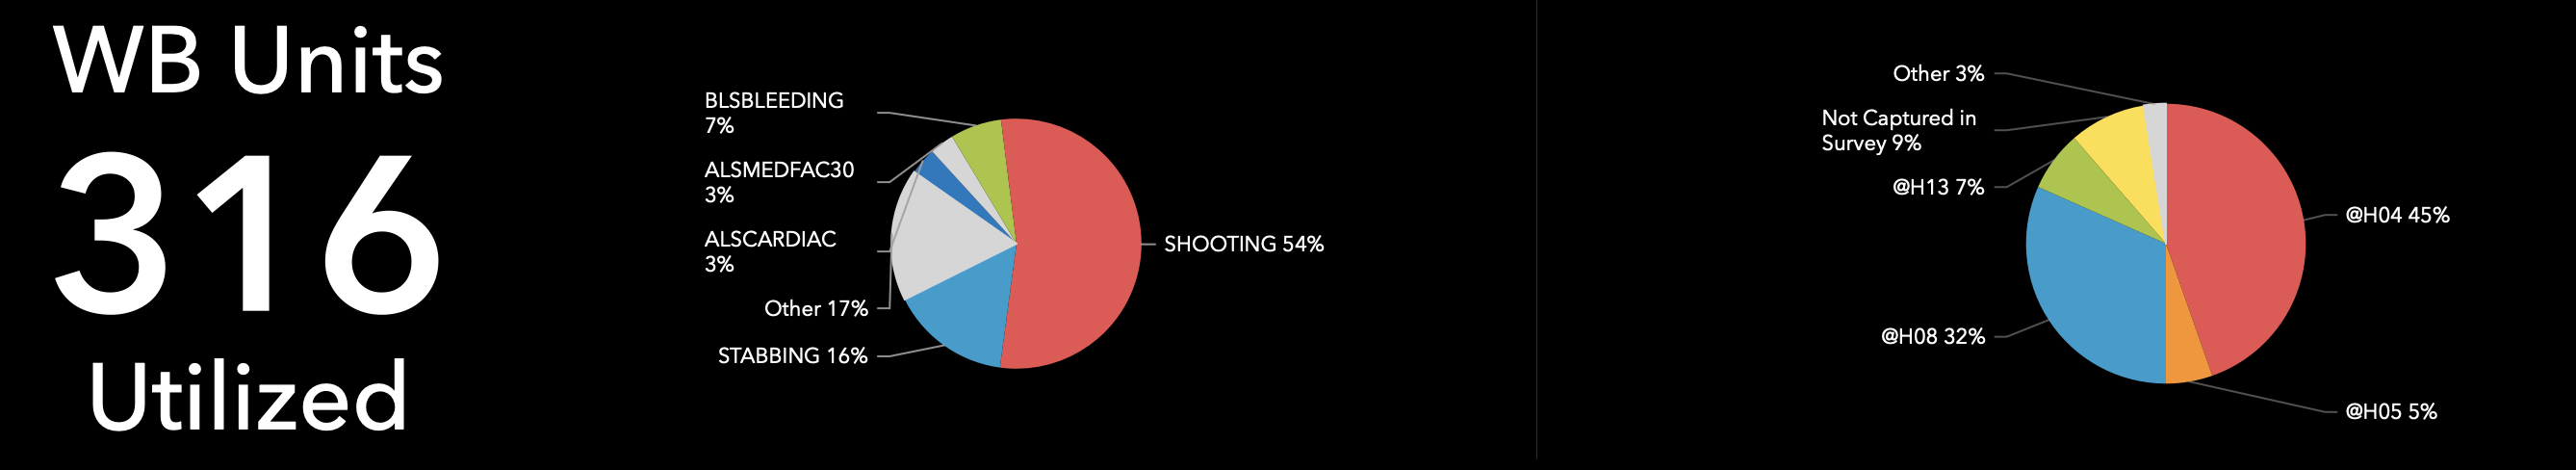 WB Units
316
Utilized
BLSBLEEDING
7%
ALSMEDFAC30
3%
ALSCARDIAC
3%
Other 17%
STABBING 16%
SHOOTING 54%
Other 3%
Not Captured in
Survey 9%
@H13 7%
@H08 32%
@H04 45%
@H05 5%